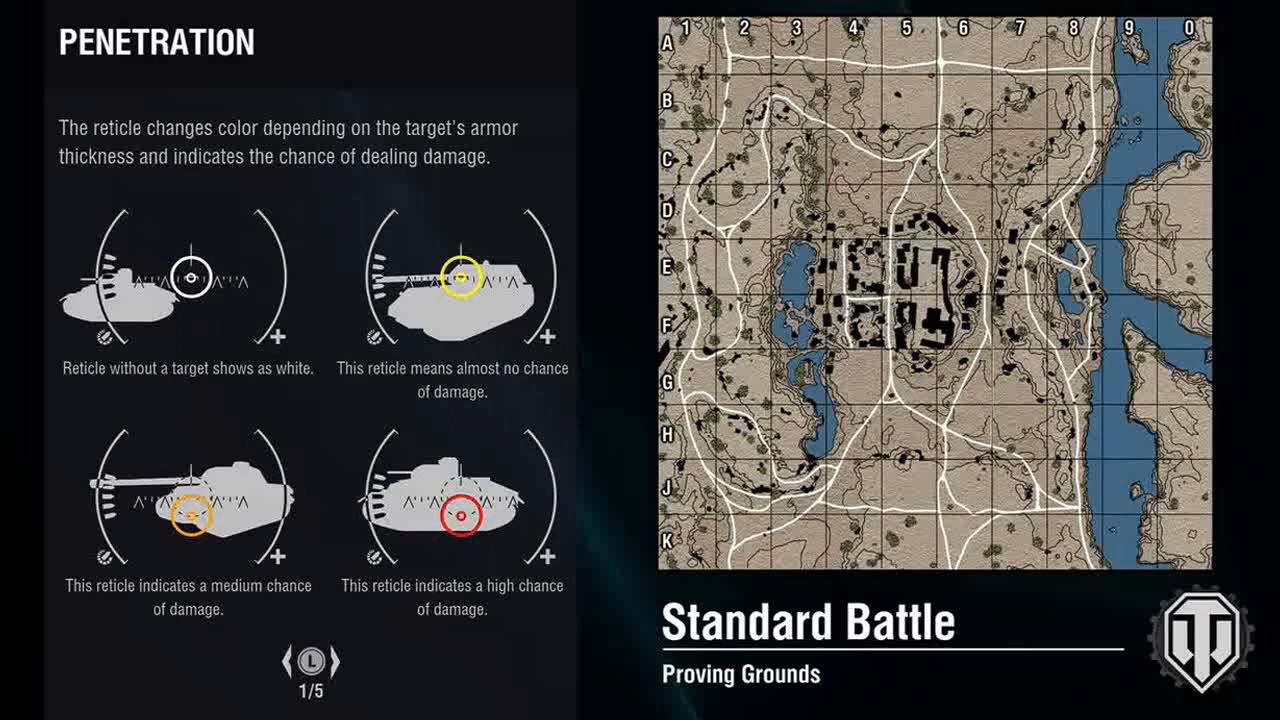 PENETRATION
The reticle changes color depending on the target's armor
thickness and indicates the chance of dealing damage.
Reticle without a target shows as white.
This reticle means almost no chance
of damage.
This reticle indicates a medium chance
of damage.
This reticle indicates a high chance
of damage.
L
1/5
1 2 3 4 5 6 7 8 9 0
A
B
C
D
E
F
G
H
J
K
Standard Battle
Proving Grounds